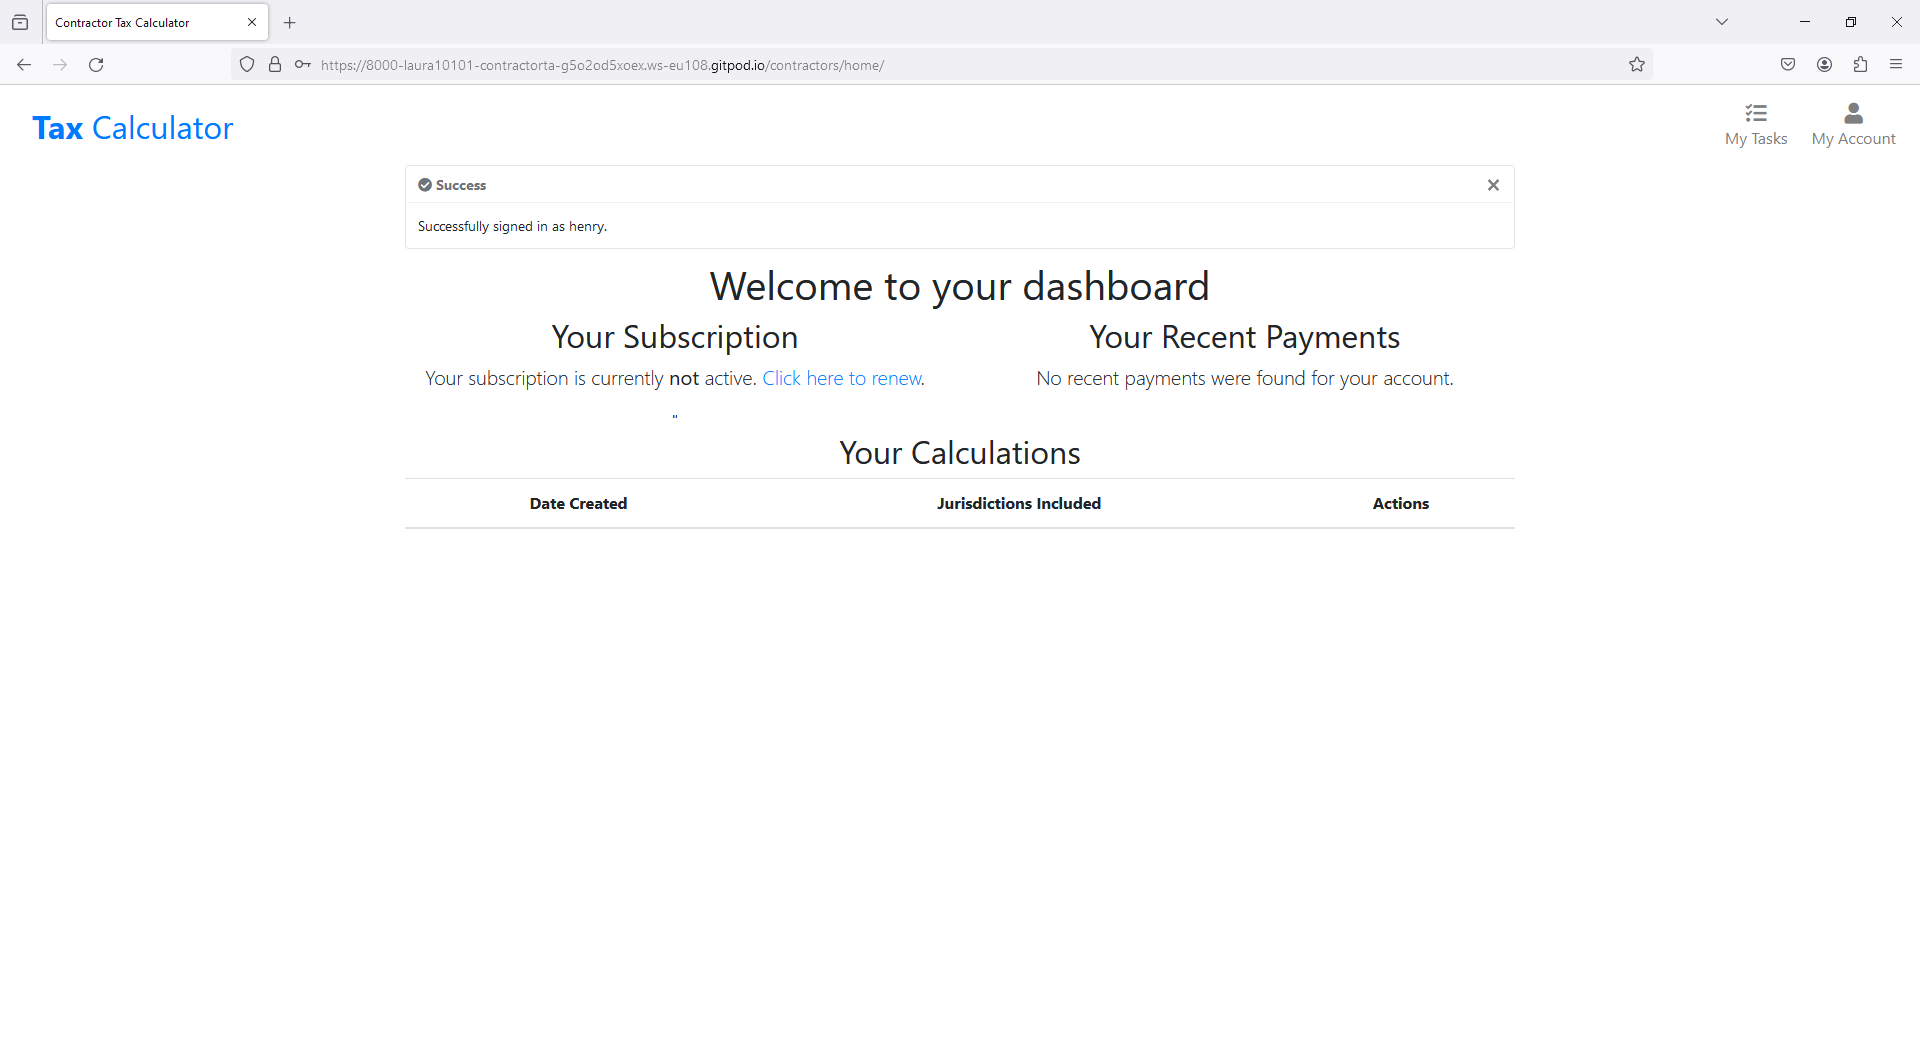 Contractor Tax Calculator
https://8000-laura10101-contractorta-g5o2od5xoex.ws-eu108.gitpod.io/contractors/home/
Tax Calculator
My Tasks
My Account
Success
Successfully signed in as henry.
Welcome to your dashboard
Your Subscription
Your subscription is currently not active. Click here to renew.
"
Your Recent Payments
No recent payments were found for your account.
Your Calculations
Date Created Jurisdictions Included Actions